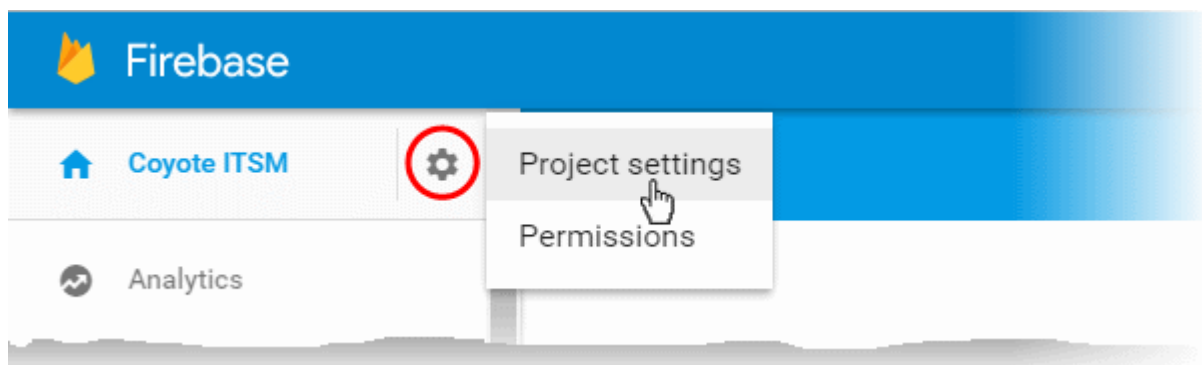 Firebase
Coyote ITSM
Project settings
Permissions
Analytics